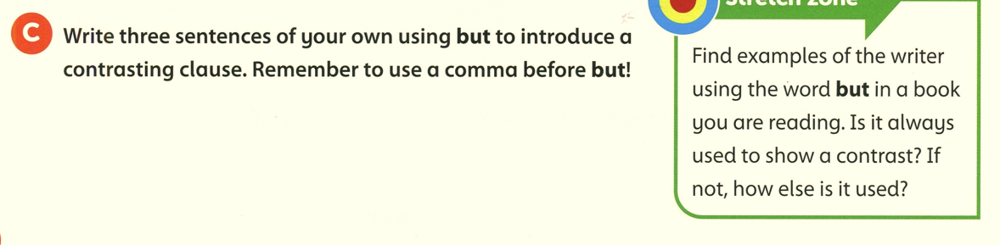 C
Write three sentences of your own using but to introduce a
contrasting clause. Remember to use a comma before but!
Stretch zone
Find examples of the writer
using the word but in a book
you are reading. Is it always
used to show a contrast? If
not, how else is it used?